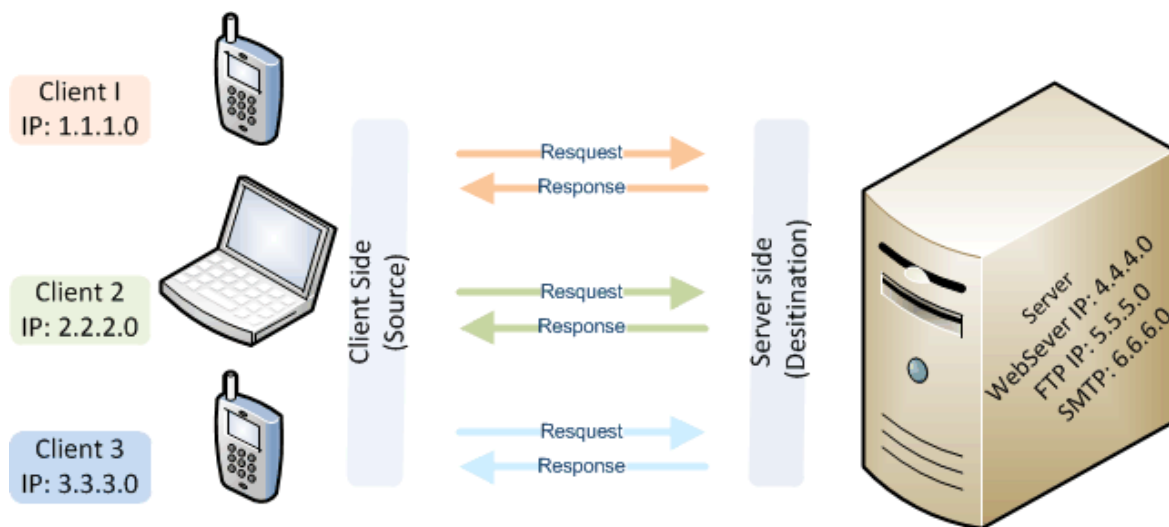 Client I
IP: 1.1.1.0
Client 2
IP: 2.2.2.0
Client 3
IP: 3.3.3.0
Client Side
(Source)
Resquest
Response
Resquest
Response
Resquest
Response
Server side
(Desitination)
Server
WebSever IP: 4.4.4.0
FTP IP: 5.5.5.0
SMTP: 6.6.6.0